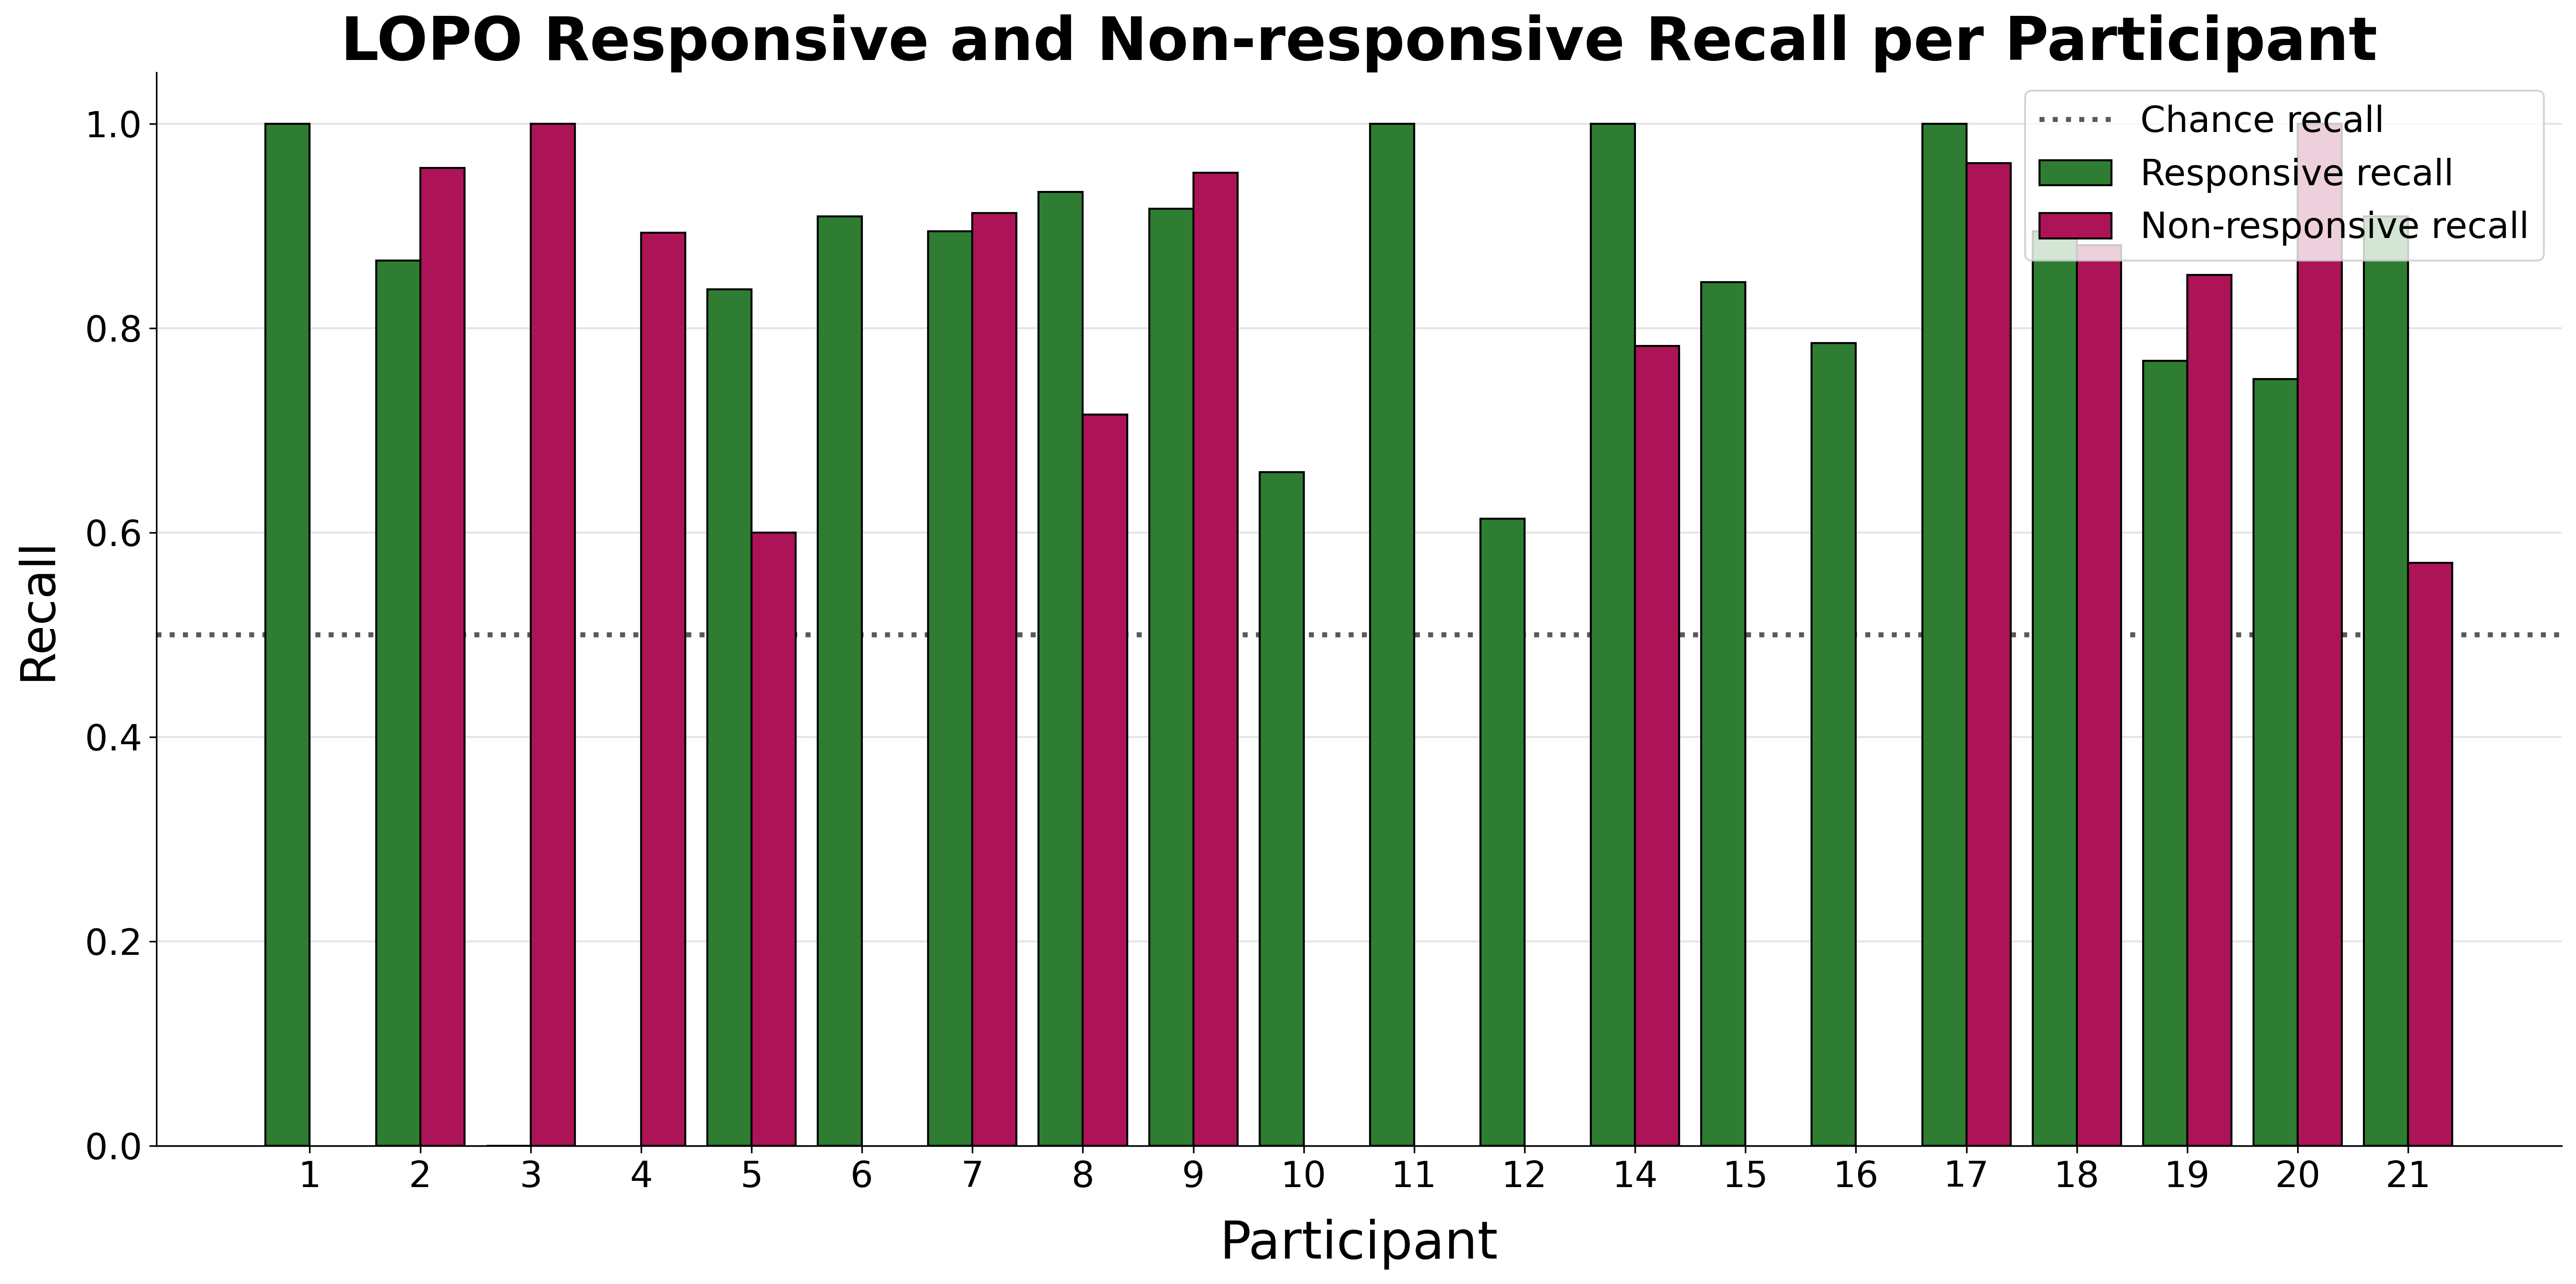 LOPO Responsive and Non-responsive Recall per Participant
Chance recall
Responsive recall
Non-responsive recall
1.0
0.8
0.6
0.4
0.2
0.0
Recall
1 2 3 4 5 6 7 8 9 10 11 12 14 15 16 17 18 19 20 21
Participant